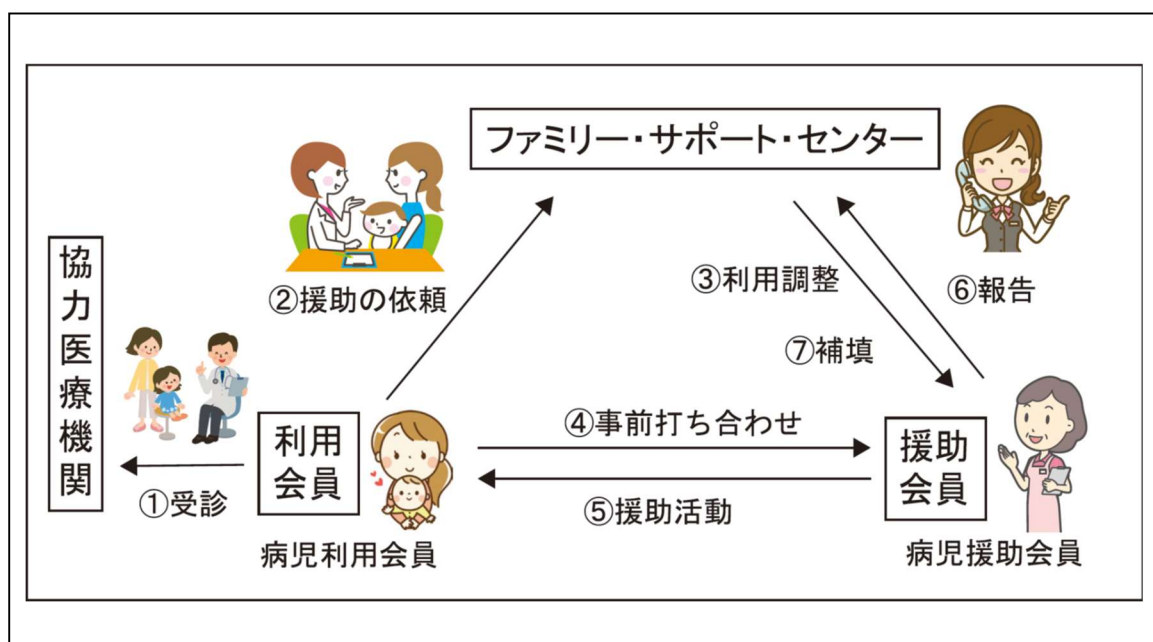 ファミリー・サポート・センター
②援助の依頼
③利用調整
⑥報告
⑦補填
協力医療機関
①受診
利用
会員
病児利用会員
④事前打ち合わせ
⑤援助活動
援助
会員
病児援助会員